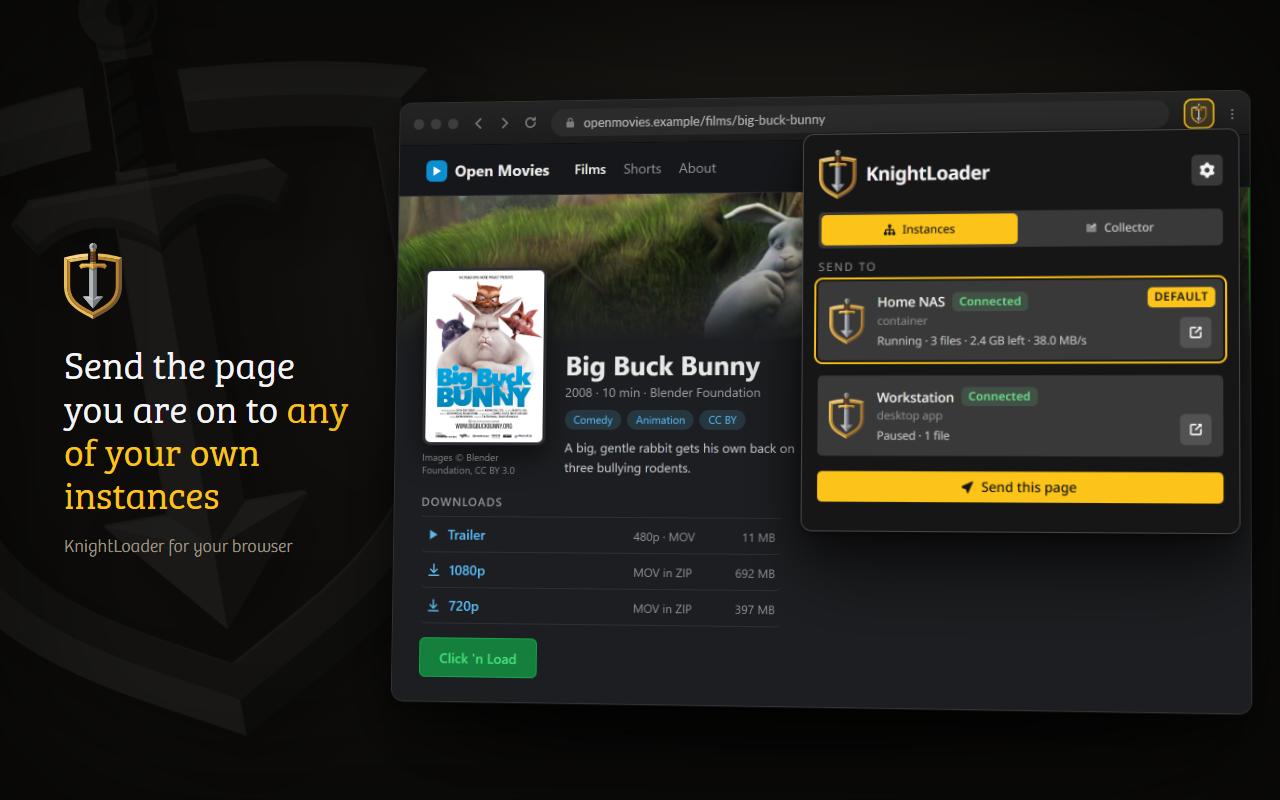 Send the page
you are on to any
of your own
instances
KnightLoader for your browser
openmovies.example/films/big-buck-bunny
Open Movies
Films
Shorts
About
Big Buck
BUNNY
WWW.BIGBUCKBUNNY.ORG
Images © Blender
Foundation, CC BY 3.0
Big Buck Bunny
2008 · 10 min · Blender Foundation
Comedy
Animation
CC BY
A big, gentle rabbit gets his own back on
three bullying rodents.
DOWNLOADS
Trailer
480p · MOV
11 MB
1080p
MOV in ZIP
692 MB
720p
MOV in ZIP
397 MB
Click 'n Load
KnightLoader
Instances
Collector
SEND TO
Home NAS
Connected
DEFAULT
container
Running · 3 files · 2.4 GB left · 38.0 MB/s
Workstation
Connected
desktop app
Paused · 1 file
Send this page